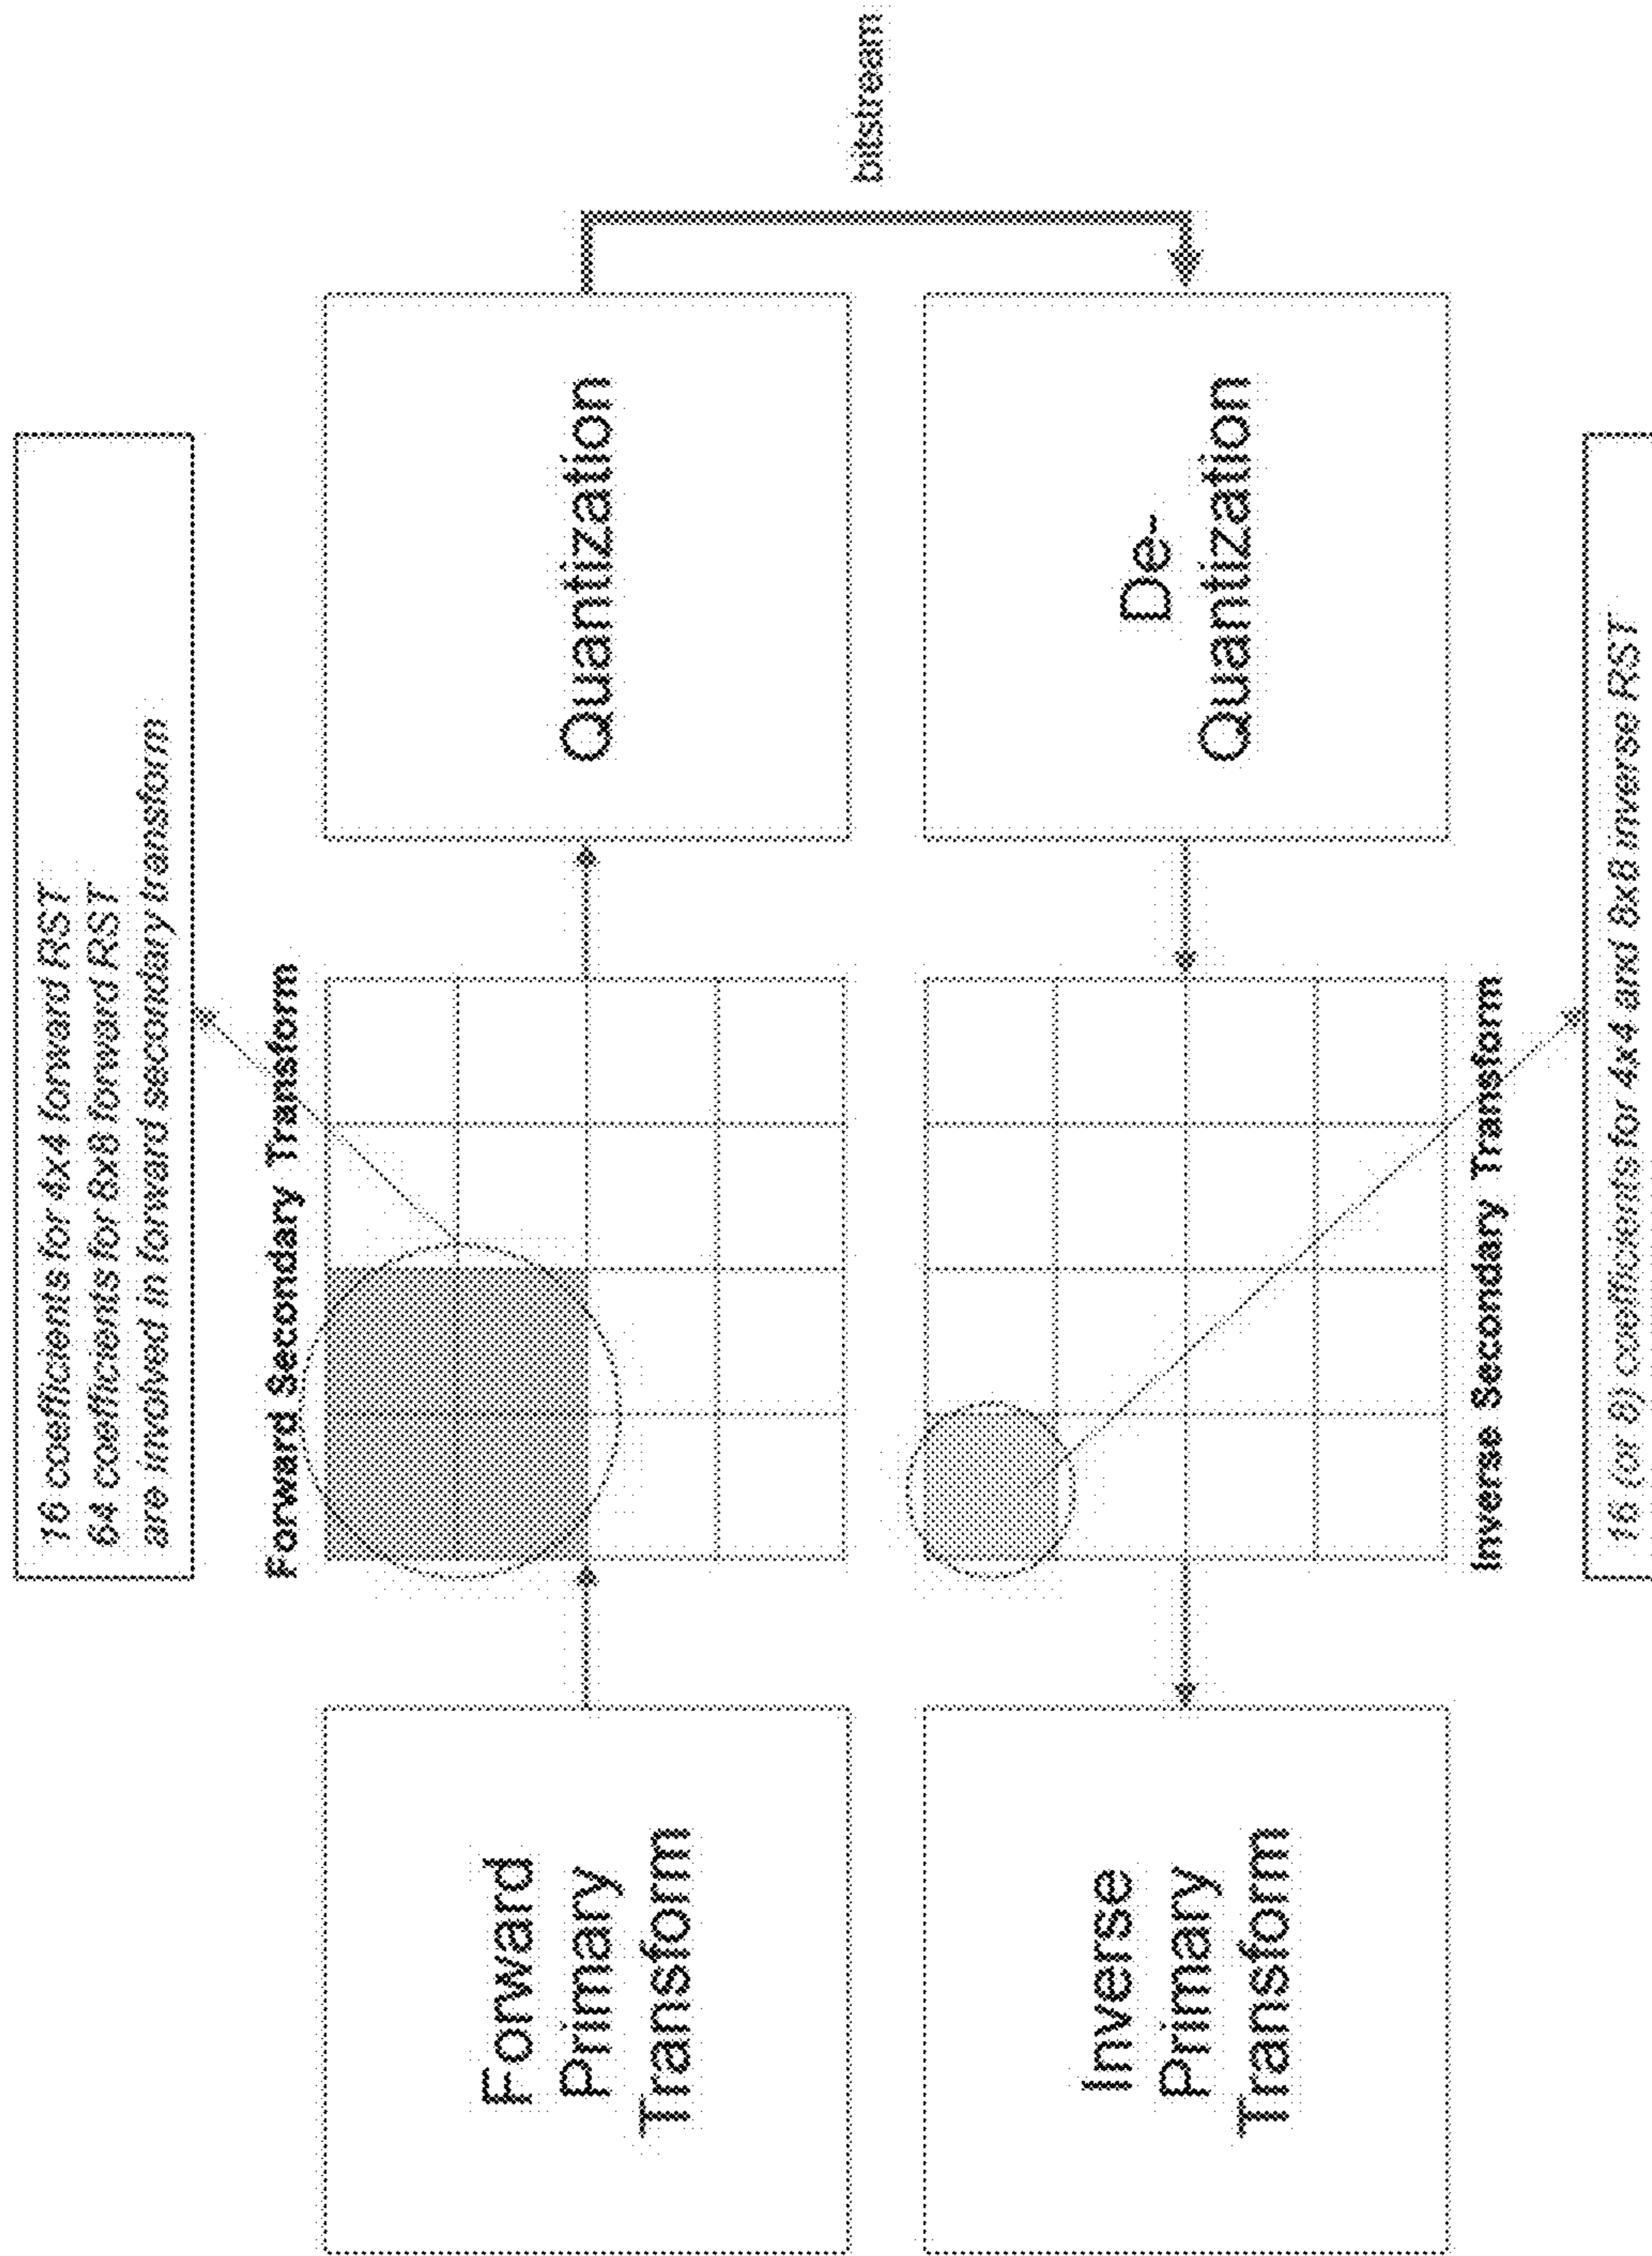 16 coefficients for 4x4 forward RST
64 coefficients for 8x8 forward RST
are involved in forward secondary transform
Forward Secondary Transform
Forward
Primary
Transform
Quantization
bitstream
Inverse
Primary
Transform
De-
Quantization
Inverse Secondary Transform
16 (or 8) coefficients for 4x4 and 8x8 inverse RST